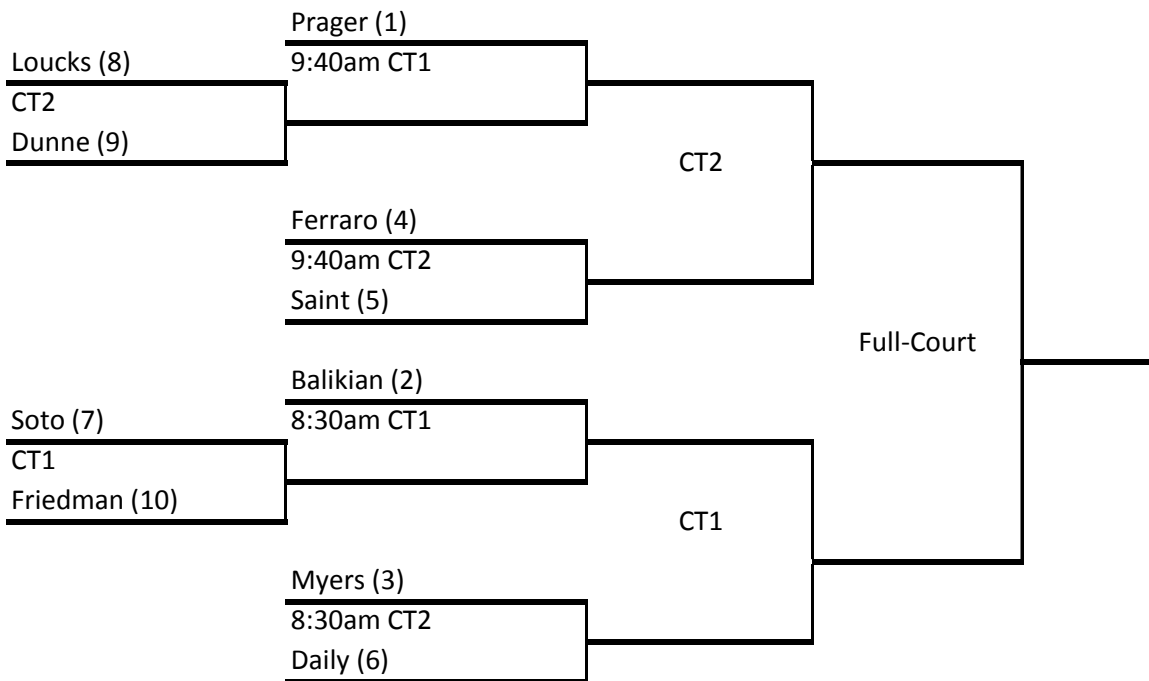 Prager (1)
Loucks (8)
9:40am CT1
CT2
Dunne (9)
CT2
Ferraro (4)
9:40am CT2
Saint (5)
Full-Court
Balikian (2)
Soto (7)
8:30am CT1
CT1
Friedman (10)
CT1
Myers (3)
8:30am CT2
Daily (6)